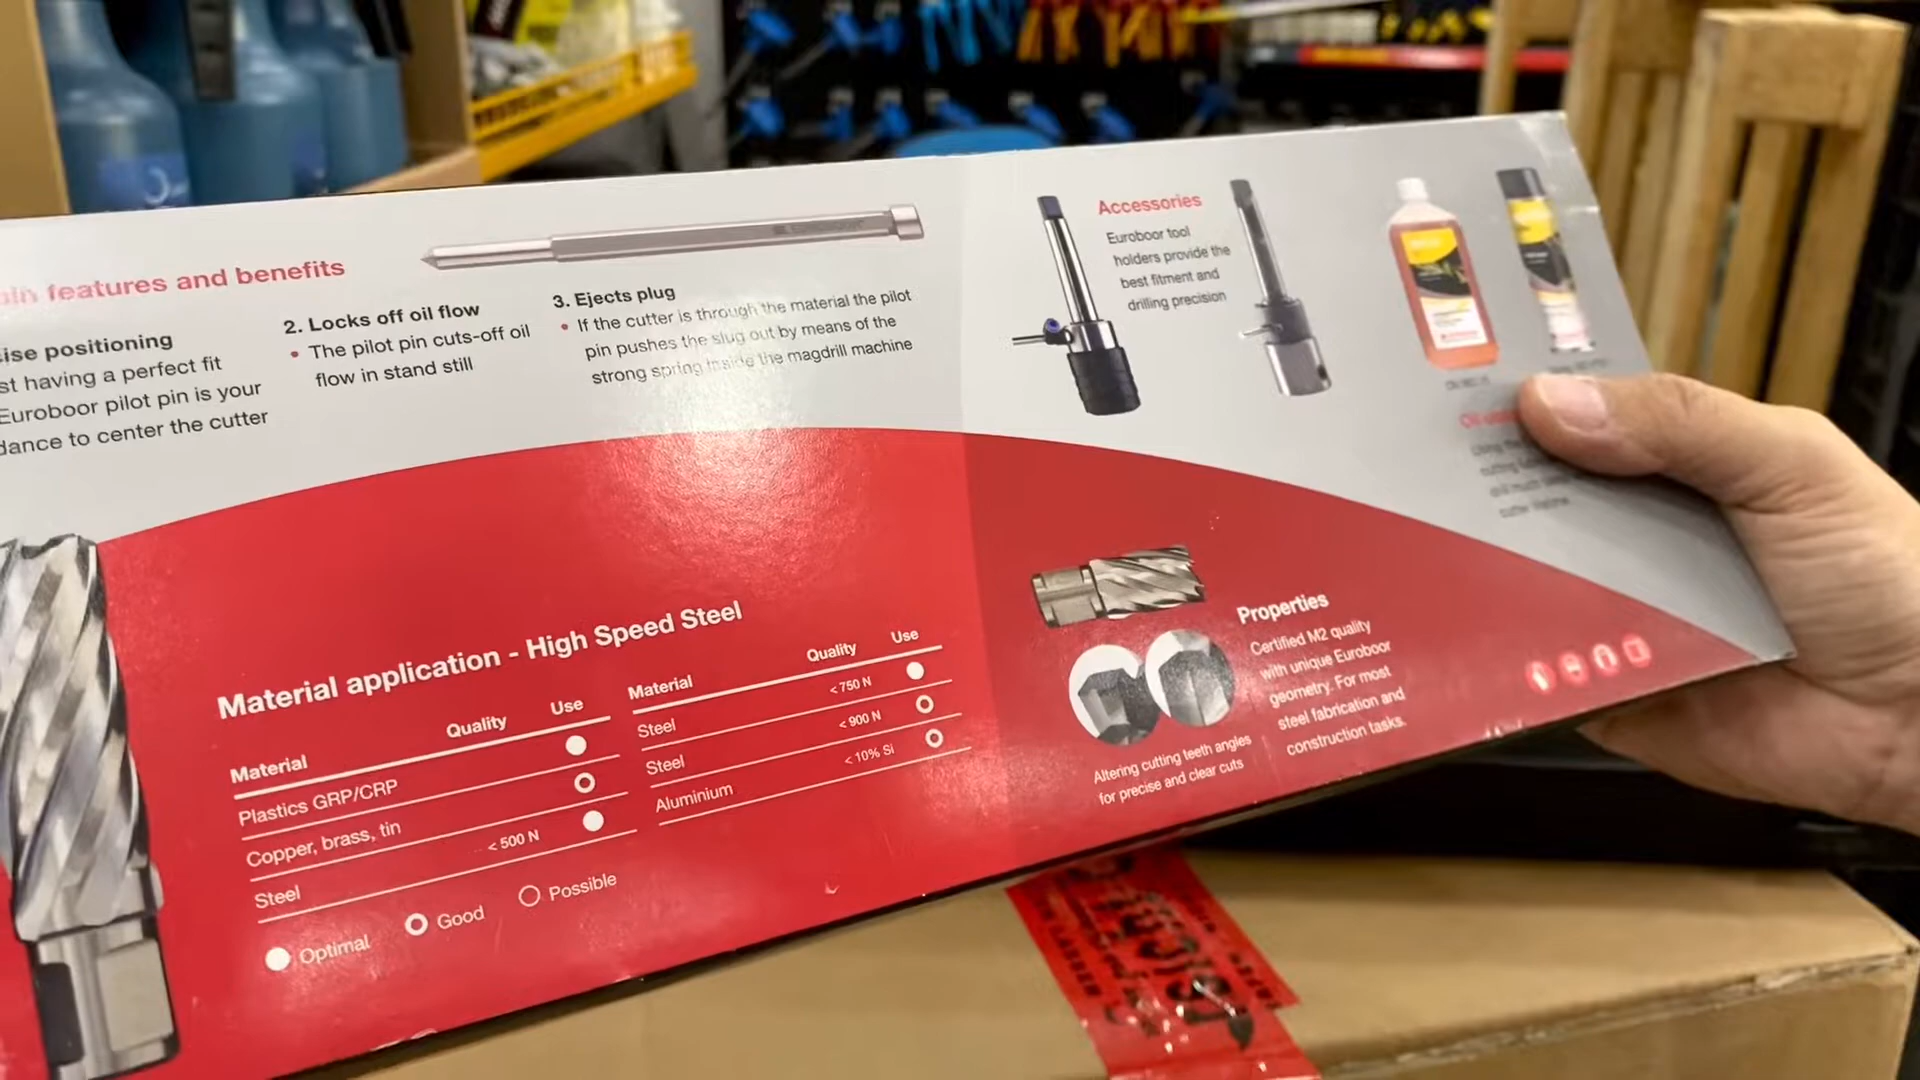 features and benefits
ise positioning
st having a perfect fit
Euroboor pilot pin is your
dance to center the cutter
2. Locks off oil flow
• The pilot pin cuts-off oil
flow in stand still
3. Ejects plug
• If the cutter is through the material the pilot
pin pushes the slug out by means of the
strong spring inside the magdrill machine
Accessories
Euroboor tool
holders provide the
best fitment and
drilling precision
Material application - High Speed Steel
Material Quality Use
Plastics GRP/CRP
Copper, brass, tin
Steel < 500 N
Optimal Good Possible
Material Quality Use
Steel < 750 N
Steel < 900 N
Aluminium < 10% Si
Properties
Certified M2 quality
with unique Euroboor
geometry. For most
steel fabrication and
construction tasks.
Altering cutting teeth angles
for precise and clear cuts